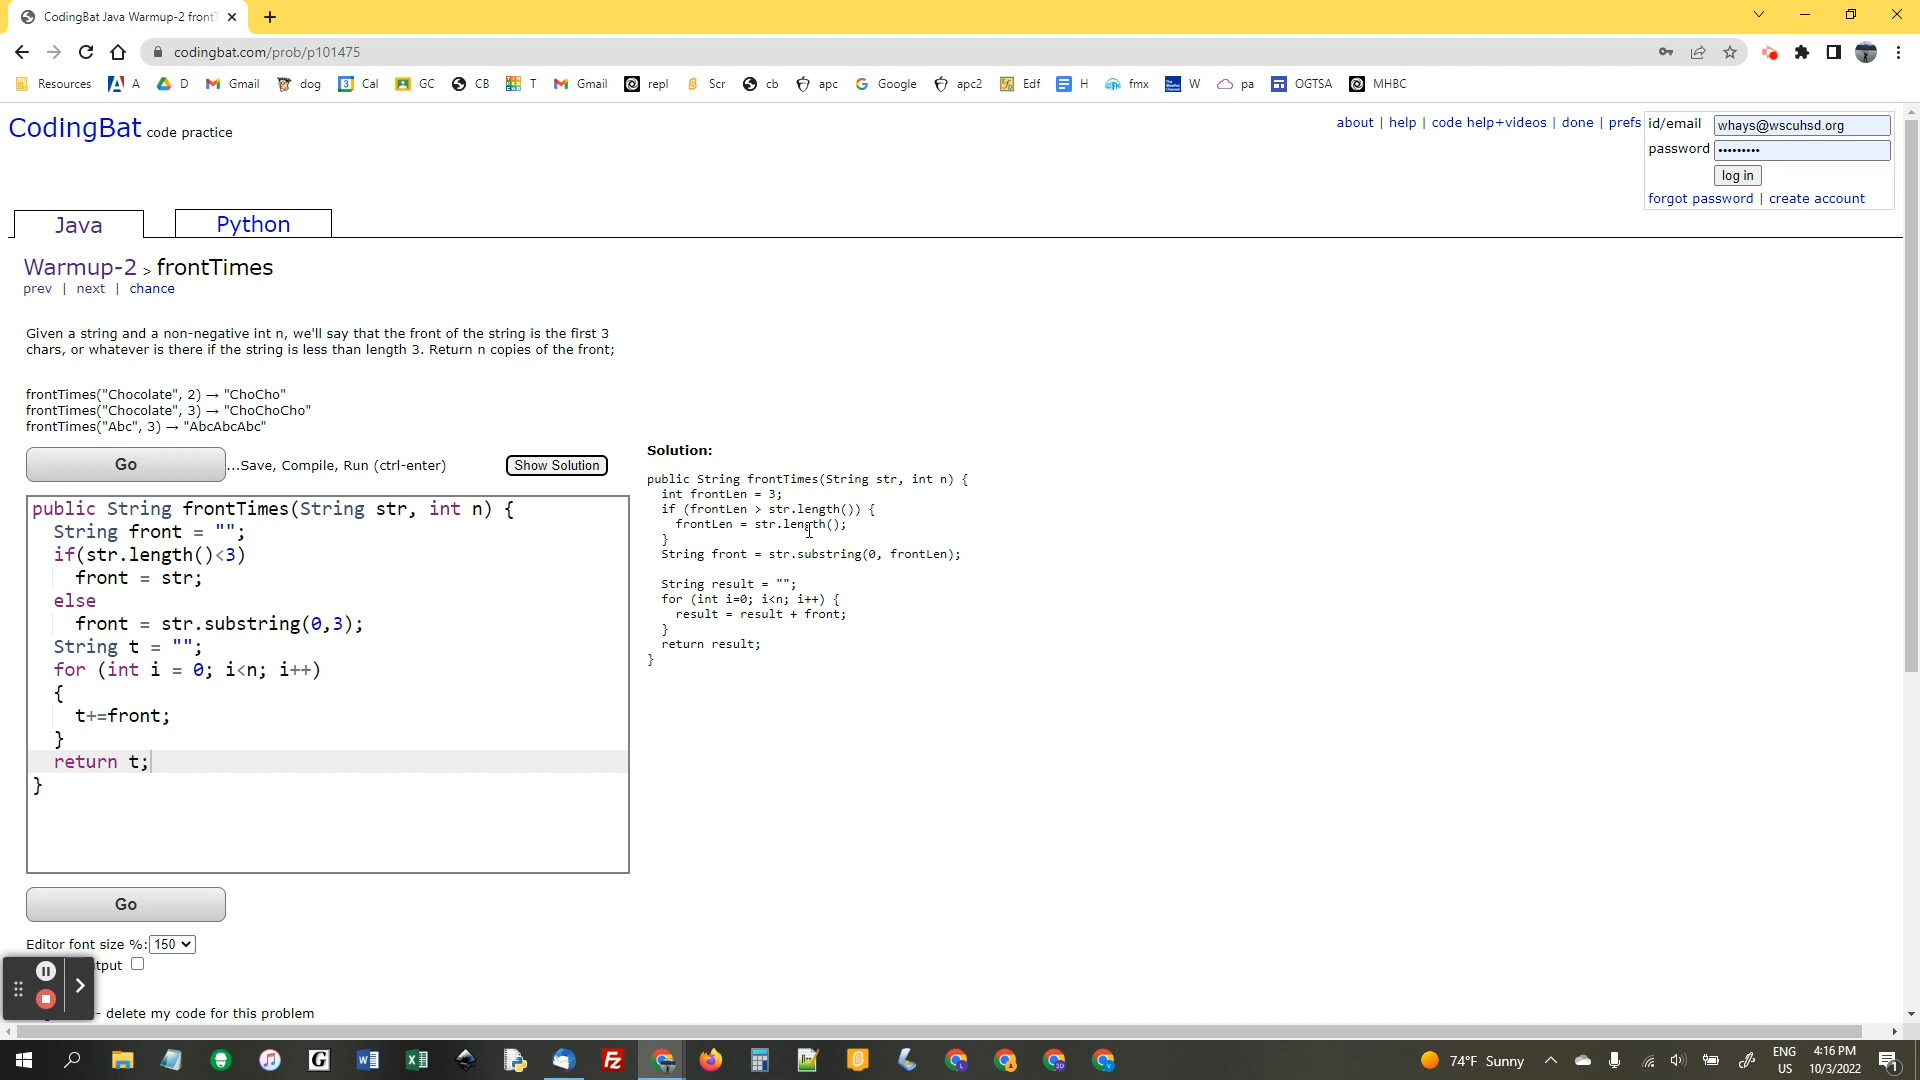 CodingBat Java Warmup-2 front
codingbat.com/prob/p101475
Resources A D Gmail dog Cal GC CB T Gmail repl Scr cb apc Google apc2 Edf H fmx W pa OGTSA MHBC
CodingBat code practice
about | help | code help+videos | done | prefs
id/email whays@wscuhsd.org
password •••••••••
log in
forgot password | create account
Java
Python
Warmup-2 > frontTimes
prev | next | chance
Given a string and a non-negative int n, we'll say that the front of the string is the first 3
chars, or whatever is there if the string is less than length 3. Return n copies of the front;
frontTimes("Chocolate", 2) → "ChoCho"
frontTimes("Chocolate", 3) → "ChoChoCho"
frontTimes("Abc", 3) → "AbcAbcAbc"
Go
...Save, Compile, Run (ctrl-enter)
Show Solution
public String frontTimes(String str, int n) {
String front = "";
if(str.length()<3)
front = str;
else
front = str.substring(0,3);
String t = "";
for (int i = 0; i<n; i++)
{
t+=front;
}
return t;
}
Solution:
public String frontTimes(String str, int n) {
int frontLen = 3;
if (frontLen > str.length()) {
frontLen = str.length();
}
String front = str.substring(0, frontLen);
String result = "";
for (int i=0; i<n; i++) {
result = result + front;
}
return result;
}
Go
Editor font size %: 150
tput
- delete my code for this problem
74°F Sunny
ENG
US
4:16 PM
10/3/2022
1